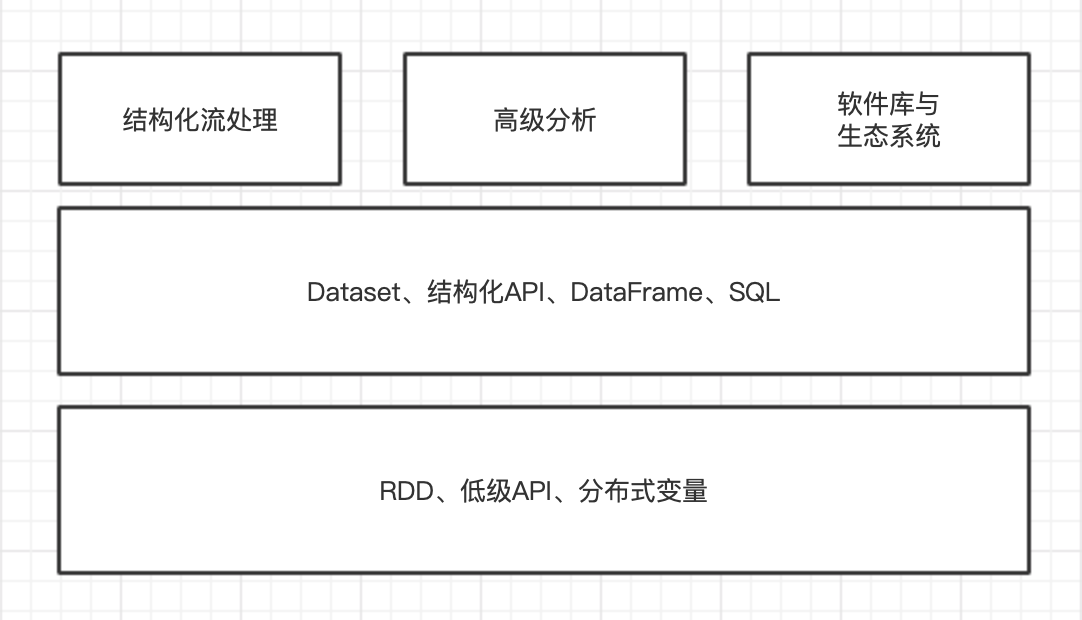 结构化流处理
高级分析
软件库与
生态系统
Dataset、结构化API、DataFrame、SQL
RDD、低级API、分布式变量